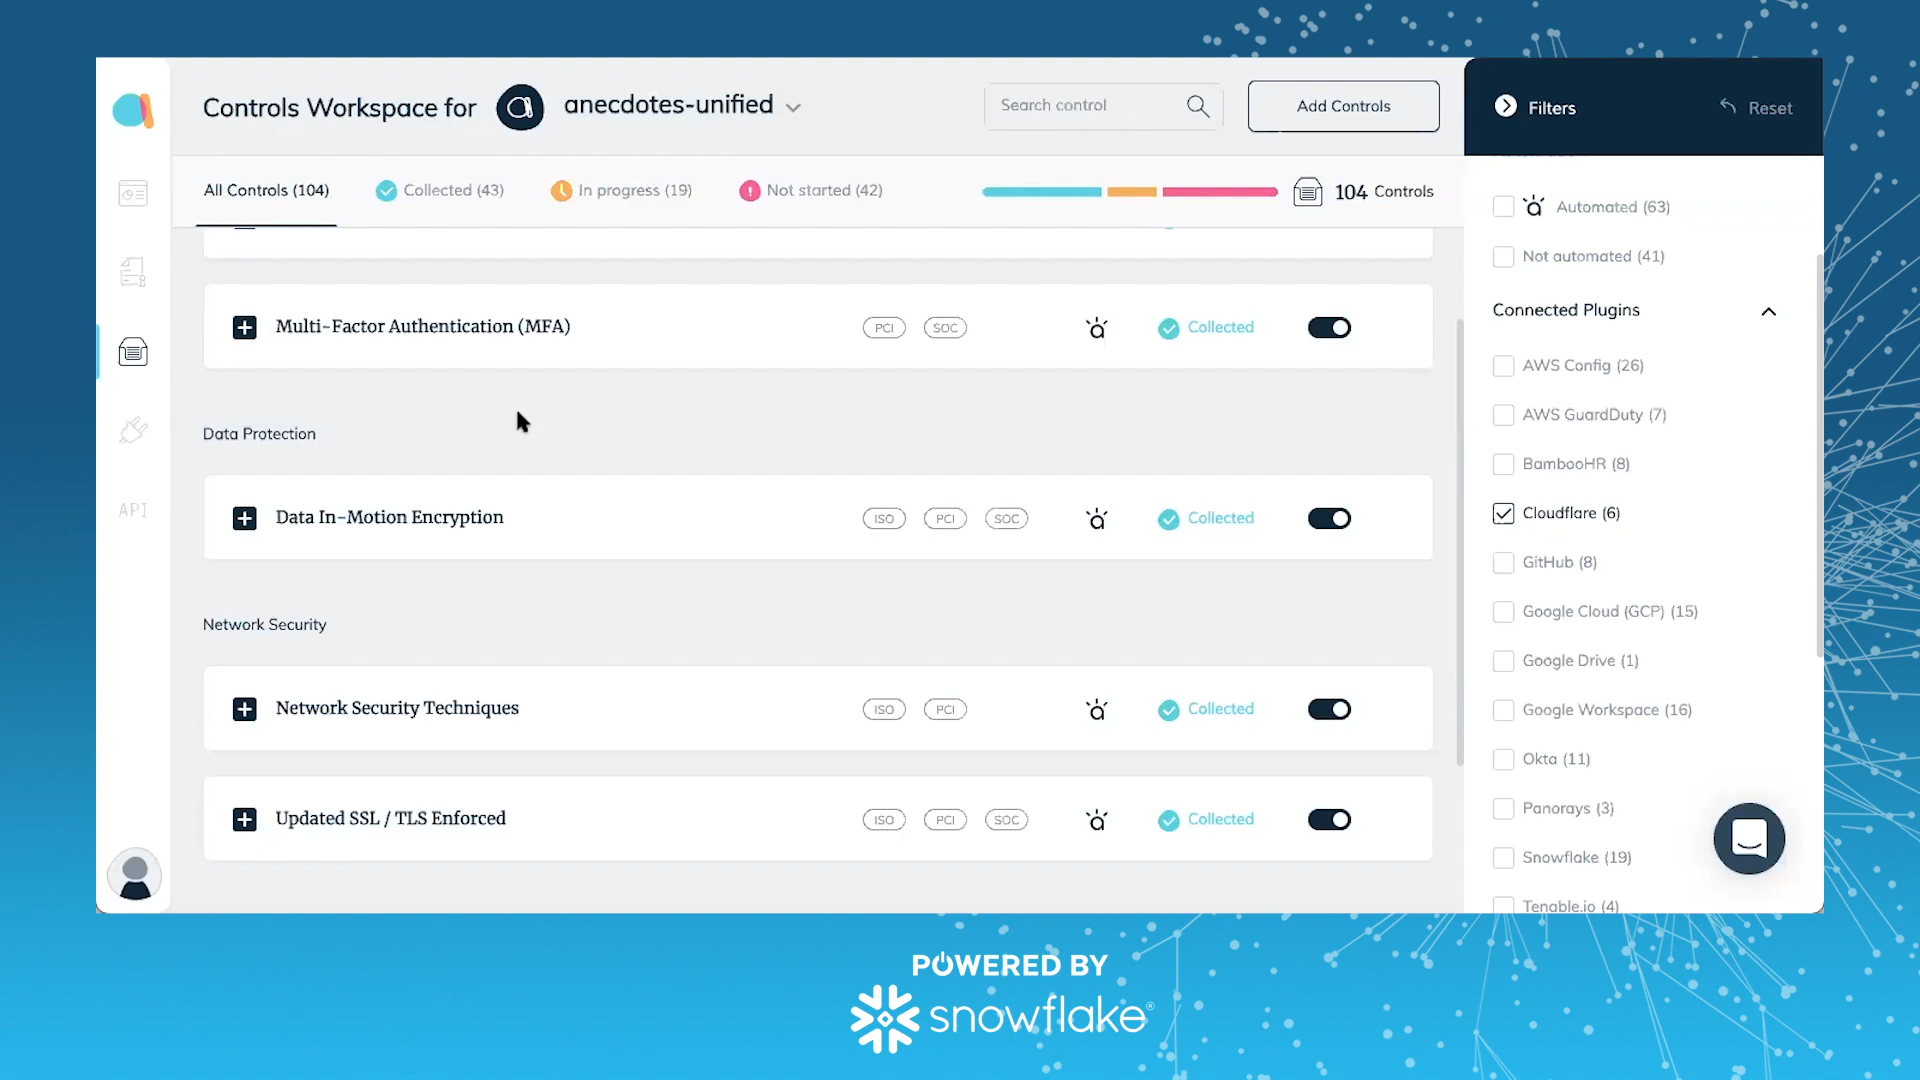 Controls Workspace for anecdotes-unified
Search control
Add Controls
Filters
Reset
All Controls (104)
Collected (43)
In progress (19)
Not started (42)
104 Controls
Automated (63)
Not automated (41)
Connected Plugins
AWS Config (26)
AWS GuardDuty (7)
BambooHR (8)
Cloudflare (6)
GitHub (8)
Google Cloud (GCP) (15)
Google Drive (1)
Google Workspace (16)
Okta (11)
Panorays (3)
Snowflake (19)
Tenable.io (4)
API
Multi-Factor Authentication (MFA) PCI SOC Collected
Data Protection
Data In-Motion Encryption ISO PCI SOC Collected
Network Security
Network Security Techniques ISO PCI Collected
Updated SSL / TLS Enforced ISO PCI SOC Collected
POWERED BY
snowflake®